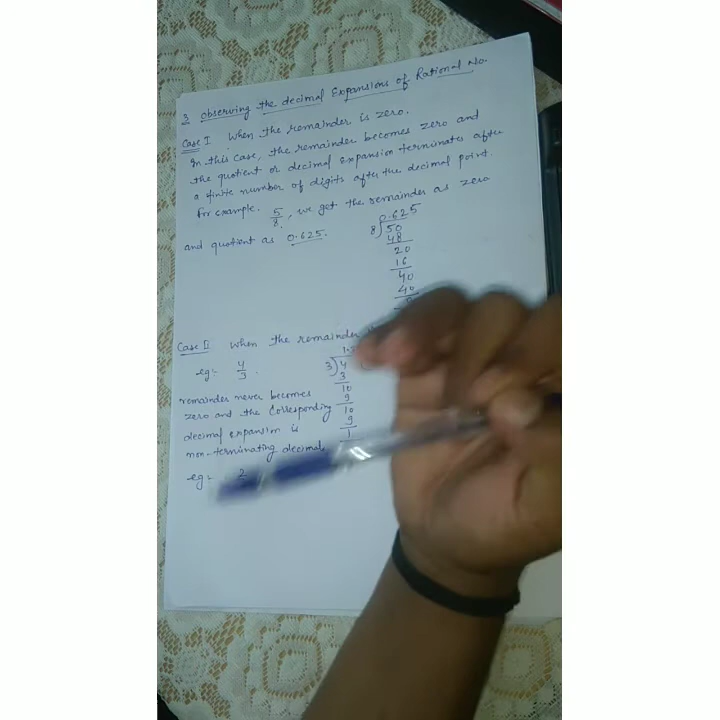 3 Observing the decimal Expansions of Rational No.
Case I When the remainder is zero.
In this case, the remainder becomes zero and
the quotient or decimal expansion terminates after
a finite number of digits after the decimal point.
For example. 5/8, we get the remainder as zero
and quotient as 0.625.
0.625
8)50
48
20
16
40
40
Case II When the remainder
eg:- 4/3.
1.
3)4
3
10
9
10
9
1
remainder never becomes
zero and the corresponding
decimal expansion is
non-terminating decimal
eg:- 2